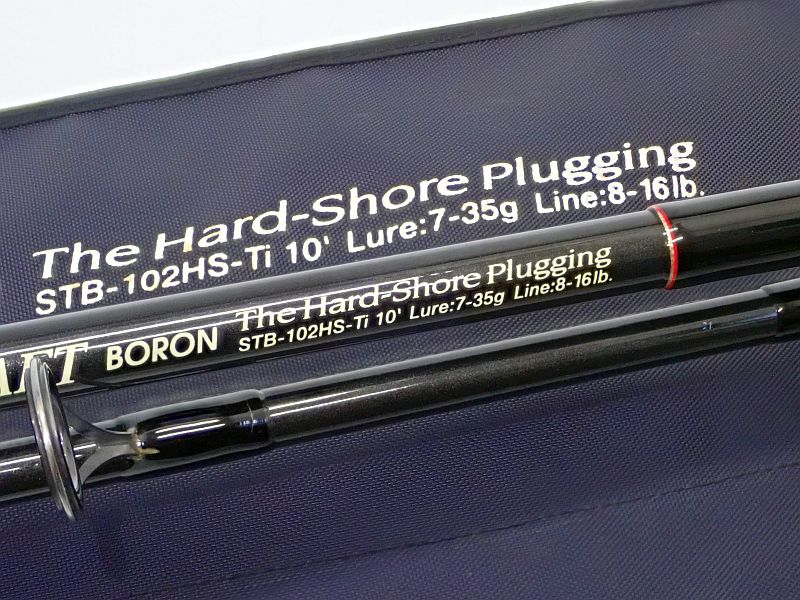 The Hard-Shore Plugging
STB-102HS-Ti 10' Lure:7-35g Line:8-16lb.
BORON The Hard-Shore Plugging
STB-102HS-Ti 10' Lure:7-35g Line:8-16lb.